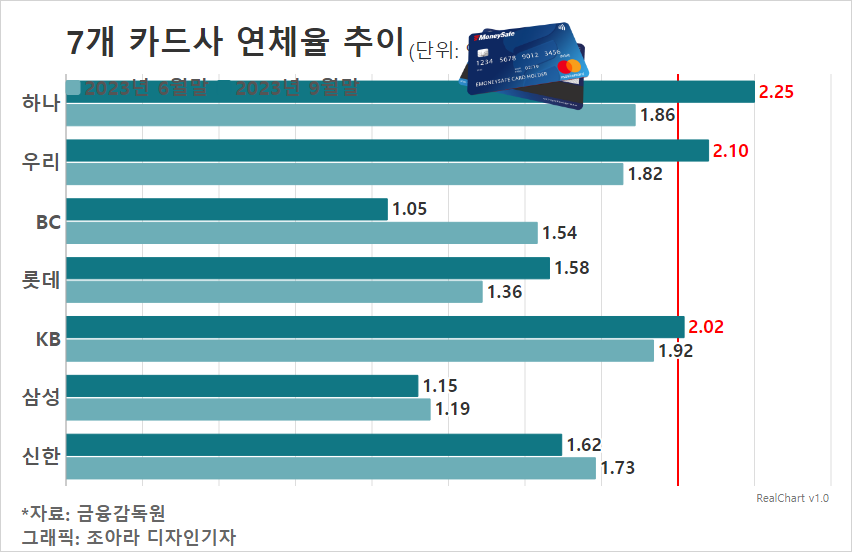 7개 카드사 연체율 추이 (단위:
MoneySafe
1234 5678 9012 3456
EMONEYSAFE CARD HOLDER
mastercard
2023년 6월말 2023년 9월말
하나 2.25
1.86
우리 2.10
1.82
BC 1.05
1.54
롯데 1.58
1.36
KB 2.02
1.92
삼성 1.15
1.19
신한 1.62
1.73
RealChart v1.0
*자료: 금융감독원
그래픽: 조아라 디자인기자